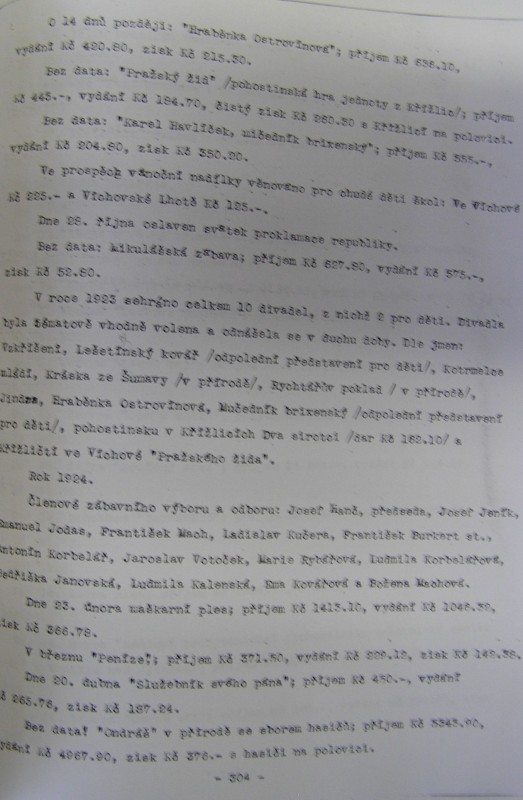 O 14 dnů později: "Hraběnka Ostrovínová"; příjem Kč 636.10,
vydání Kč 420.80, zisk Kč 215.30.
Bez data: "Pražský žid" /pohostinská hra jednoty z Křížlic/; příjem
Kč 445.-, vydání Kč 184.70, čistý zisk Kč 260.30 s Křížlicí na polovici.
Bez data: "Karel Havlíček, mičedník brixenský"; příjem Kč 555.-,
vydání Kč 204.80, zisk Kč 350.20.
Ve prospěch vánoční nadílky věnováno pro chudé děti škol: Ve Víchové
Kč 225.- a Víchovské Lhotě Kč 125.-.
Dne 28. října oslaven svátek proklamace republiky.
Bez data: Mikulášská zábava; příjem Kč 627.80, vydání Kč 575.-,
zisk Kč 52.80.
V roce 1923 sehráno celkem 10 divadel, z nichž 2 pro děti. Divadla
byla tématově vhodně volena a odnášela se v duchu doby. Dle jmen:
Vzkříšení, Lešetínský kovář /odpolední představení pro děti/, Kotrmelce
mládí, Kráska ze Šumavy /v přírodě/, Rychtářův poklad / v přírodě/,
Jindra, Hraběnka Ostrovínová, Mučedník brixenský /odpolední představení
pro děti/, pohostinsku v Křížlicích Dva sirotci /dar Kč 162.10/ a
Křížličtí ve Víchové "Pražského žida".
Rok 1924.
Členové zábavního výboru a odboru: Josef Hanč, předseda, Josef Jeník,
Emanuel Jodas, František Mach, Ladislav Kučera, František Burkert st.,
Antonín Korbelář, Jaroslav Votoček, Marie Rybářová, Ludmila Korbelářová,
Bedřiška Janovská, Ludmila Kalenská, Ema Kovářová a Božena Machová.
Dne 23. února maškarní ples; příjem Kč 1413.10, vydání Kč 1046.32,
zisk Kč 366.78.
V březnu "Peníze"; příjem Kč 371.50, vydání Kč 222.12, zisk Kč 149.38.
Dne 20. dubna "Služebník svého pána"; příjem Kč 450.-, vydání
Kč 265.76, zisk Kč 187.24.
Bez data! "Ondráš" v přírodě se sborem hasičů; příjem Kč 5343.90,
vydání Kč 4967.90, zisk Kč 376.- s hasiči na polovici.
- 304 -